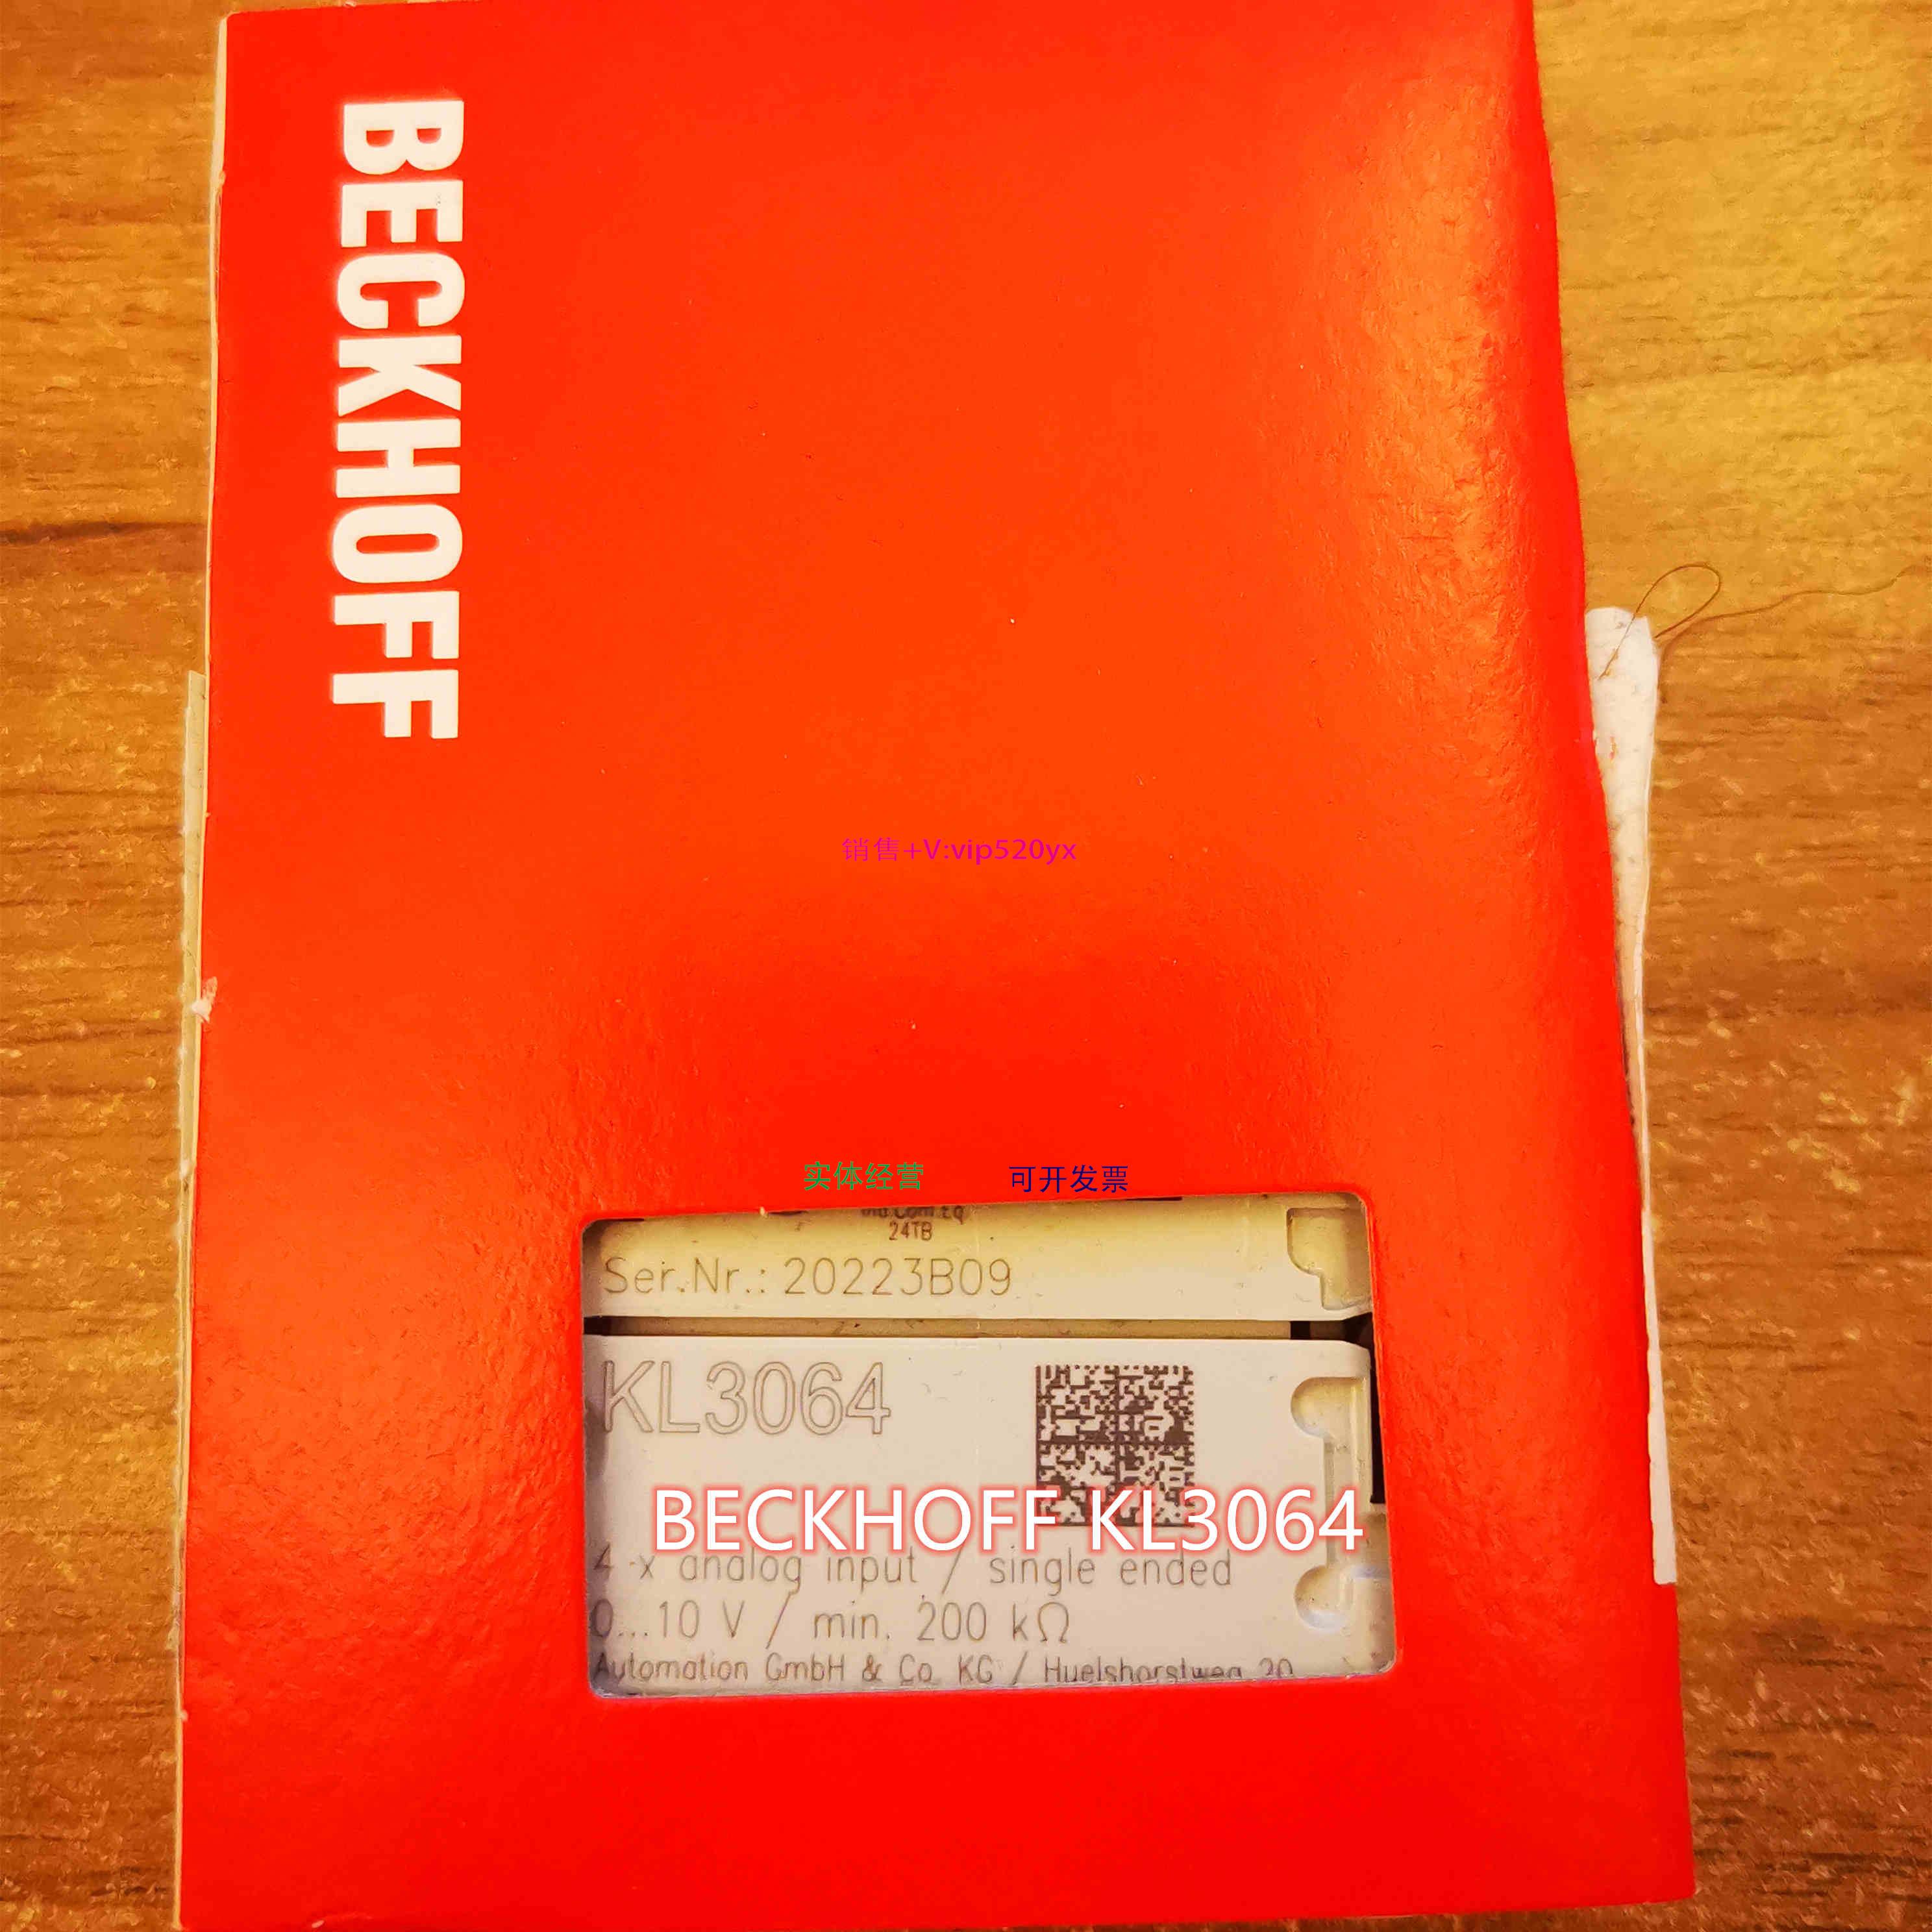 BECKHOFF
销售+V:vip520yx
实体经营
可开发票
24TB
Ser.Nr.: 20223B09
KL3064
BECKHOFF KL3064
4 x analog input / single ended
0...10 V / min. 200 kΩ
Automation GmbH & Co. KG / Huelshorstweg 20